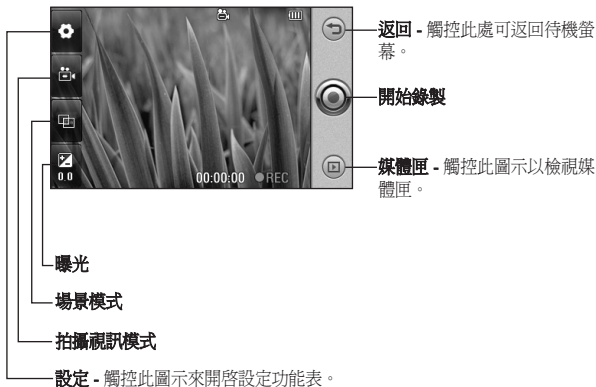 返回 - 觸控此處可返回待機螢
幕。
開始錄製
媒體匣 - 觸控此圖示以檢視媒
體匣。
0.0
00:00:00 ●REC
曝光
場景模式
拍攝視訊模式
設定 - 觸控此圖示來開啓設定功能表。